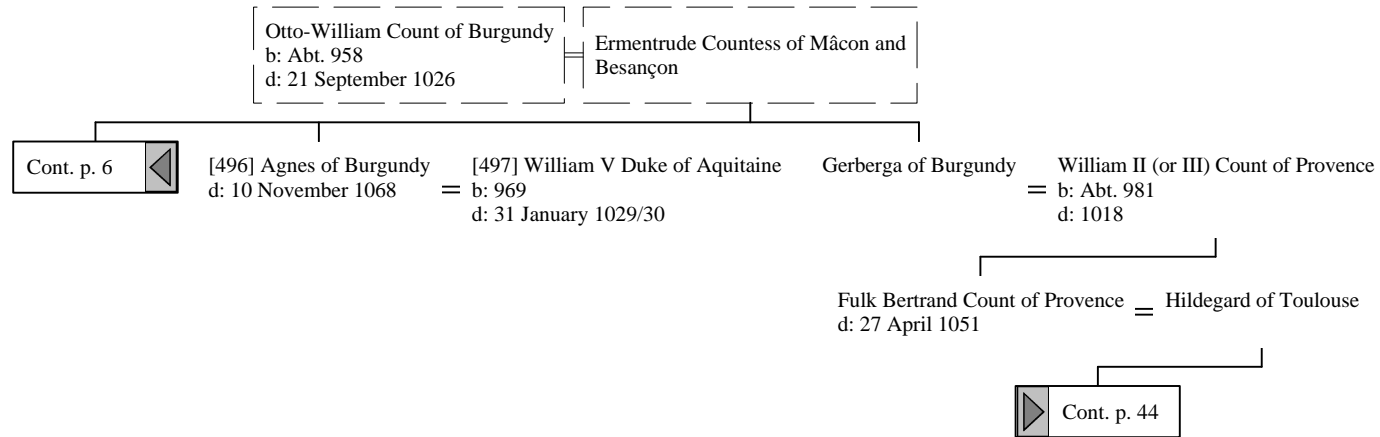 Otto-William Count of Burgundy
b: Abt. 958
d: 21 September 1026
=
Ermentrude Countess of Mâcon and
Besançon
Cont. p. 6
[496] Agnes of Burgundy
d: 10 November 1068
=
[497] William V Duke of Aquitaine
b: 969
d: 31 January 1029/30
Gerberga of Burgundy
=
William II (or III) Count of Provence
b: Abt. 981
d: 1018
Fulk Bertrand Count of Provence
d: 27 April 1051
=
Hildegard of Toulouse
Cont. p. 44